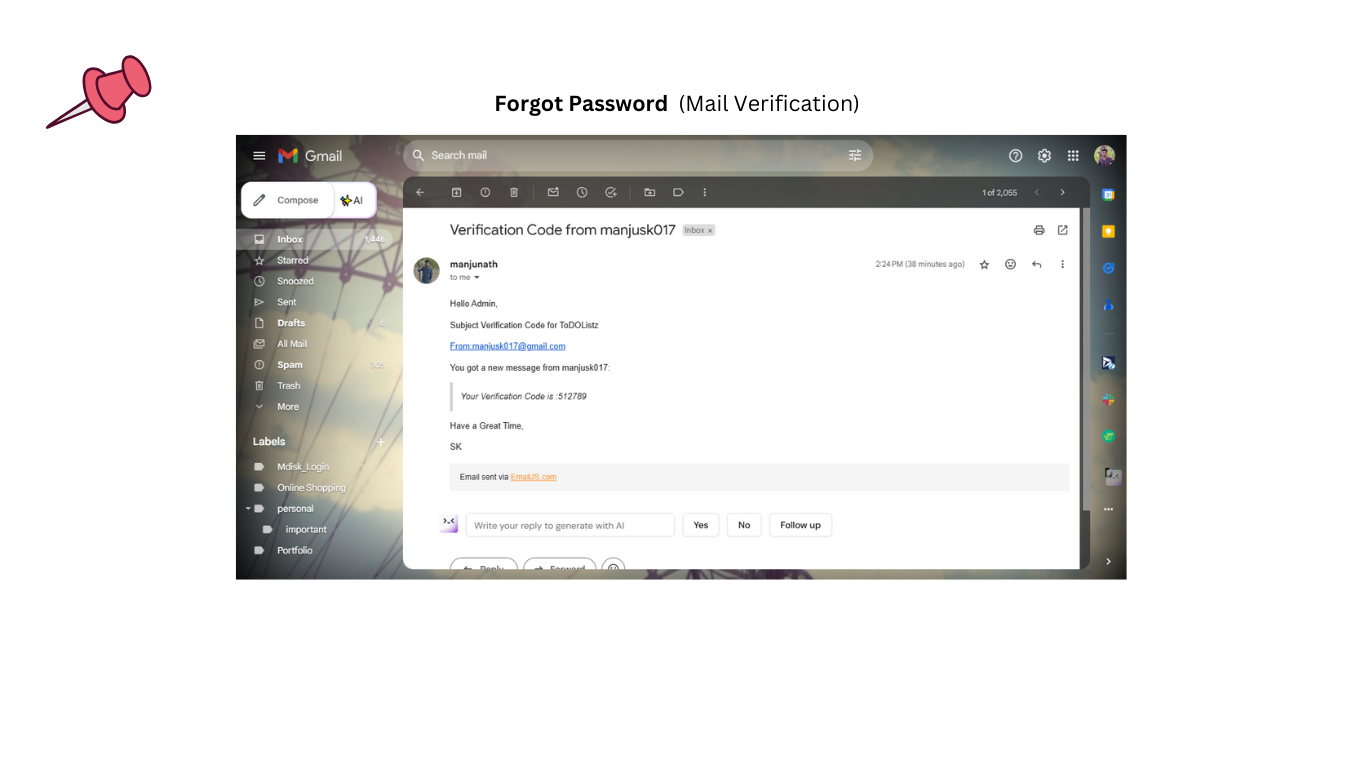 Forgot Password (Mail Verification)
Gmail
Search mail
Compose
AI
1 of 2,055
Inbox 1,446
Starred
Snoozed
Sent
Drafts 6
All Mail
Spam 305
Trash
More
Labels
Mdisk_Login
Online Shopping
personal
important
Portfolio
Verification Code from manjusk017 Inbox x
manjunath 2:24 PM (38 minutes ago)
to me
Hello Admin,
Subject Verification Code for ToDOListz
From:manjusk017@gmail.com
You got a new message from manjusk017:
Your Verification Code is :512789
Have a Great Time,
SK
Email sent via EmailJS.com
>_< Write your reply to generate with AI Yes No Follow up
Reply Forward